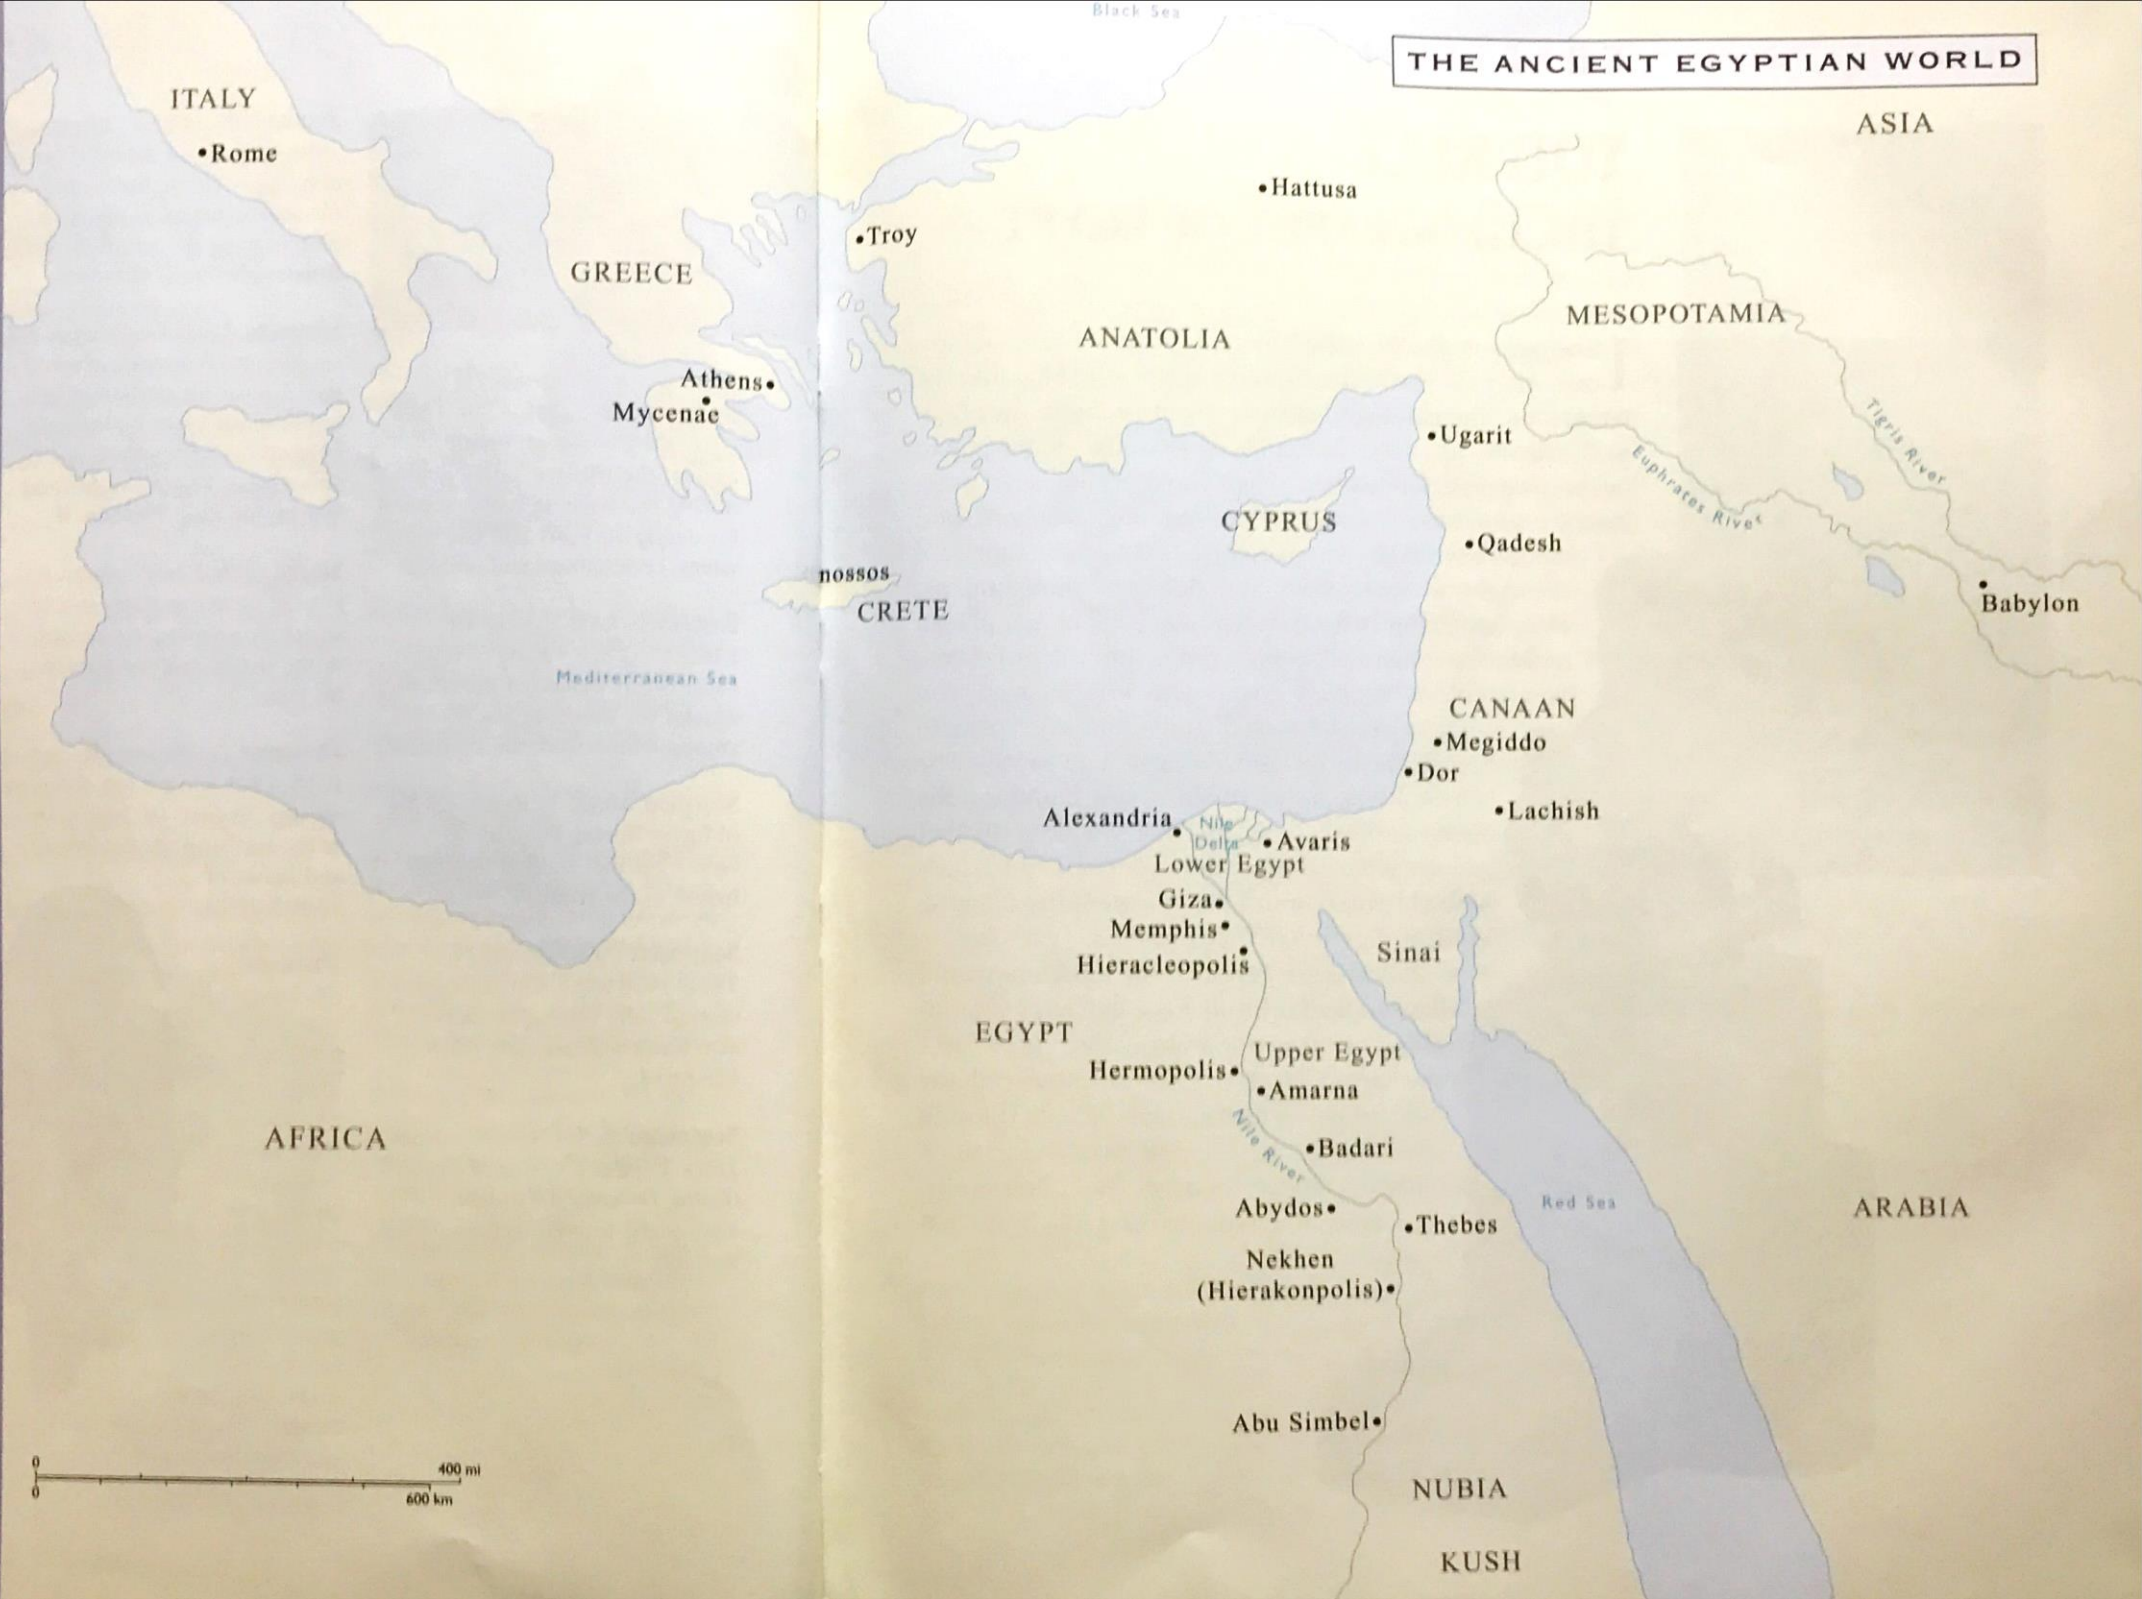 Black Sea
THE ANCIENT EGYPTIAN WORLD
ITALY
ASIA
Rome
Hattusa
Troy
GREECE
MESOPOTAMIA
ANATOLIA
Athens
Mycenae
Tigris River
Ugarit
Euphrates River
CYPRUS
Qadesh
nossos
CRETE
Babylon
Mediterranean Sea
CANAAN
Megiddo
Dor
Lachish
Alexandria
Nile
Delta
Avaris
Lower Egypt
Giza
Memphis
Sinai
Hieracleopolis
EGYPT
Upper Egypt
Hermopolis
Amarna
Nile River
AFRICA
Badari
Red Sea
ARABIA
Abydos
Thebes
Nekhen
(Hierakonpolis)
Abu Simbel
0
400 mi
0
600 km
NUBIA
KUSH